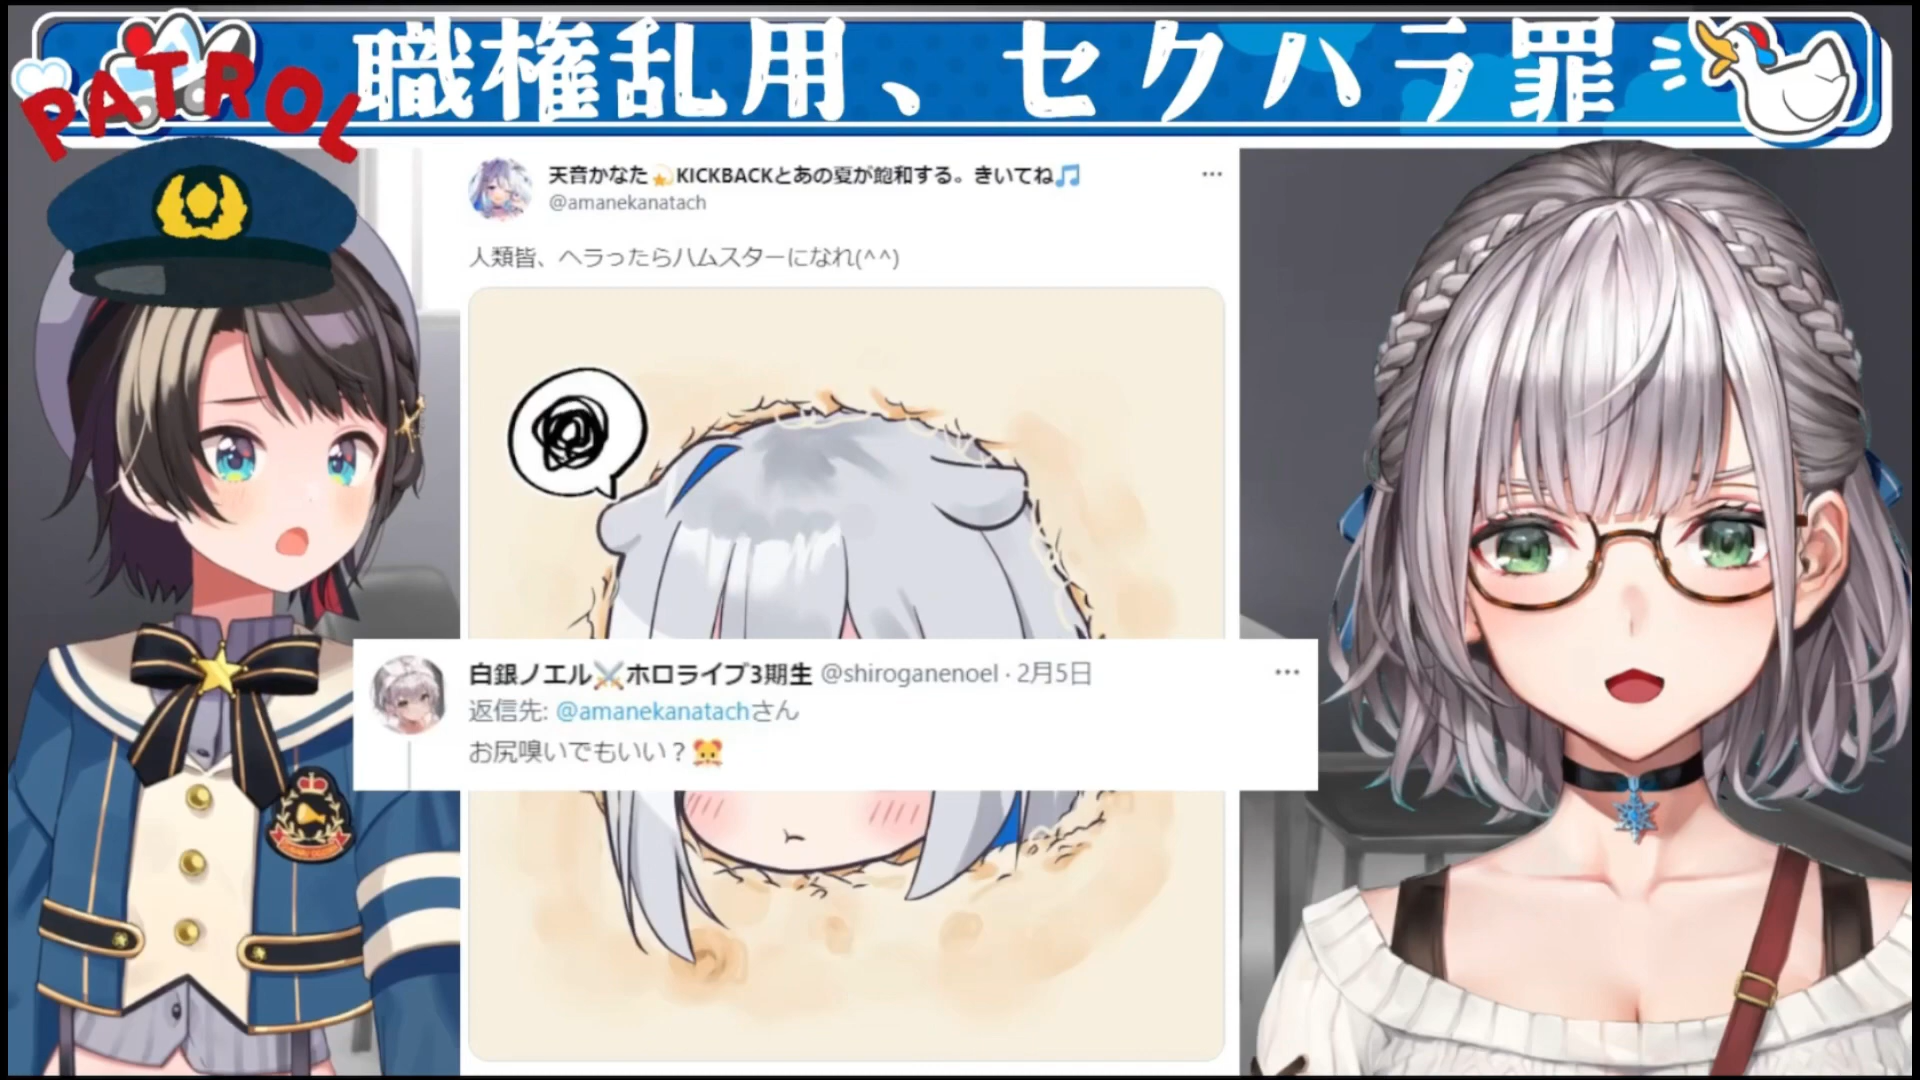 PATROL
職権乱用、セクハラ罪
天音かなた💫KICKBACKとあの夏が飽和する。きいてね🎵
@amanekanatach
人類皆、ヘラったらハムスターになれ(^^)
白銀ノエル⚔️ホロライブ3期生 @shiroganenoel · 2月5日
返信先: @amanekanatachさん
お尻嗅いでもいい？🐹